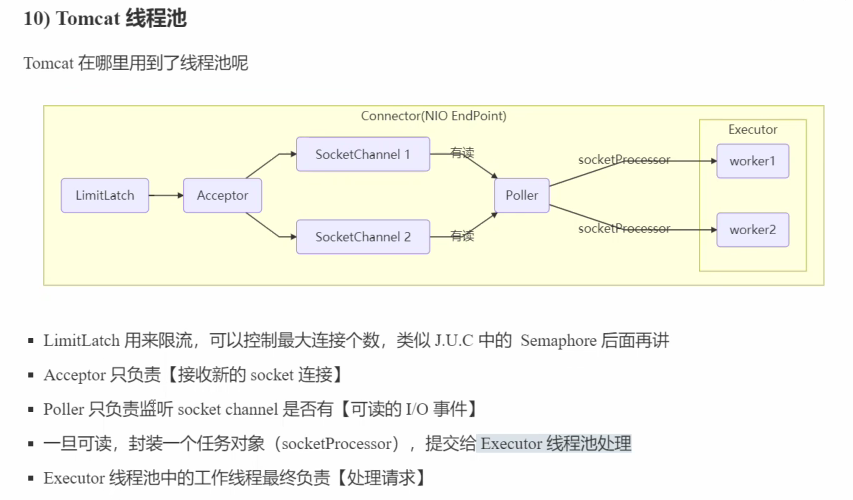 10) Tomcat 线程池
Tomcat 在哪里用到了线程池呢
Connector(NIO EndPoint)
Executor
SocketChannel 1
有读
socketProcessor
worker1
LimitLatch
Acceptor
Poller
SocketChannel 2
有读
socketProcessor
worker2
LimitLatch 用来限流，可以控制最大连接个数，类似 J.U.C 中的 Semaphore 后面再讲
Acceptor 只负责【接收新的 socket 连接】
Poller 只负责监听 socket channel 是否有【可读的 I/O 事件】
一旦可读，封装一个任务对象（socketProcessor），提交给 Executor 线程池处理
Executor 线程池中的工作线程最终负责【处理请求】